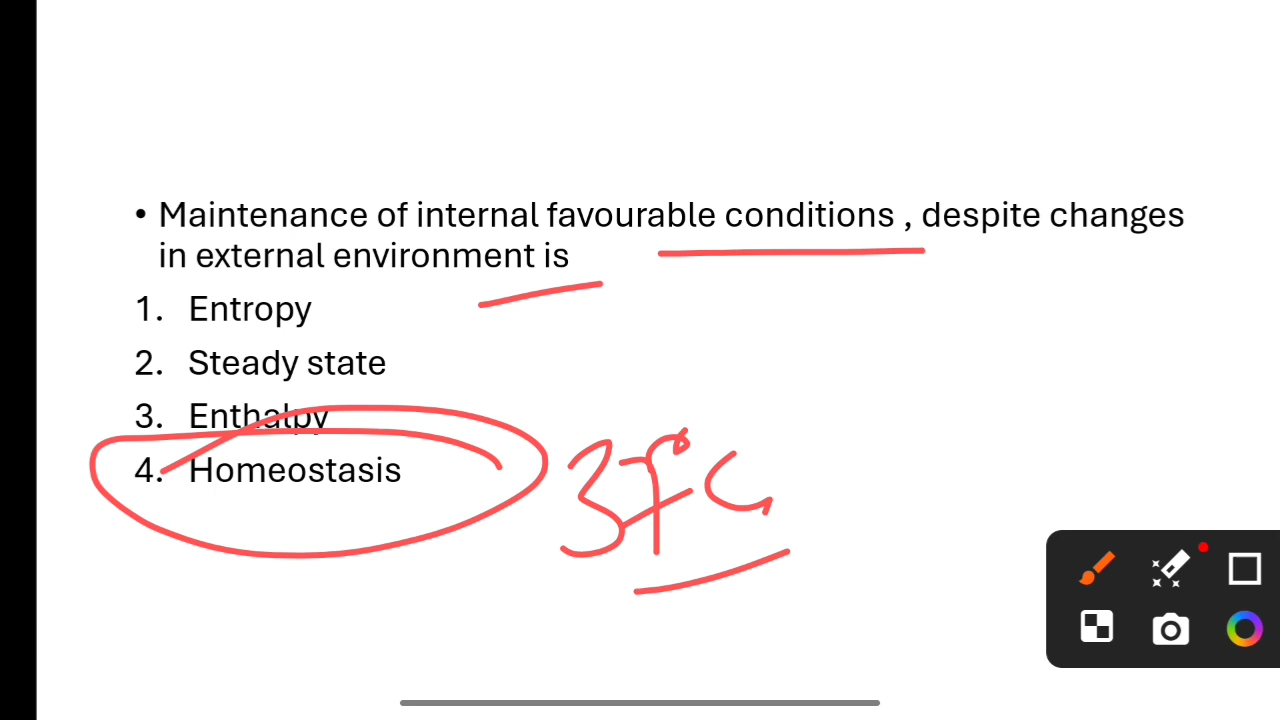 • Maintenance of internal favourable conditions , despite changes
in external environment is
1. Entropy
2. Steady state
3. Enthalpy
4. Homeostasis
37°C